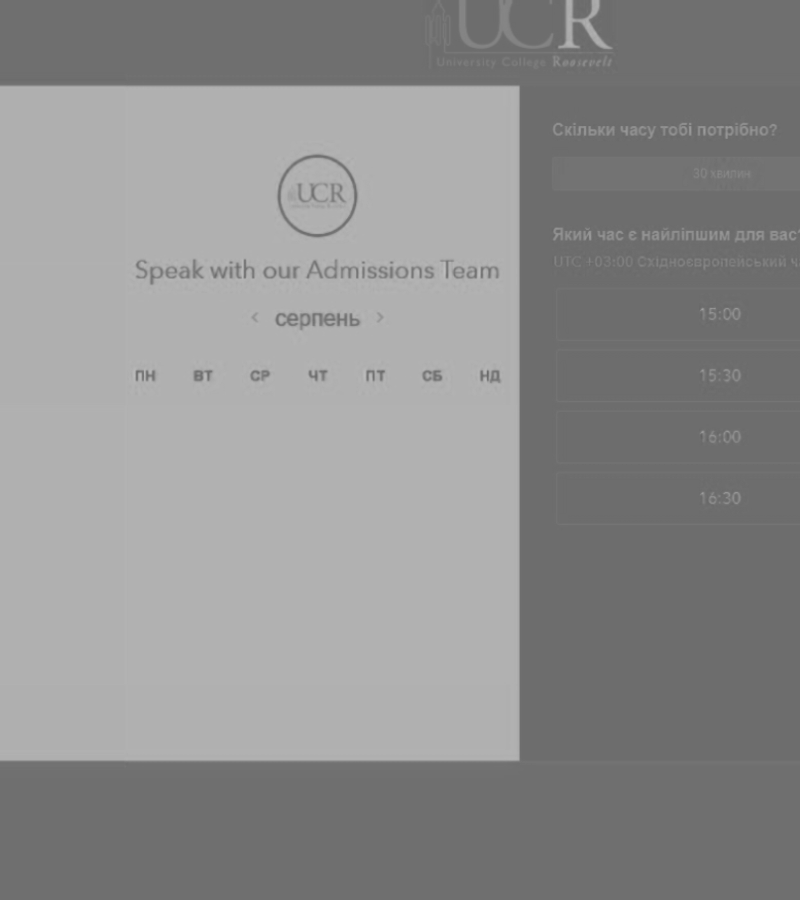 UCR
University College Roosevelt
UCR
Speak with our Admissions Team
< серпень >
ПН ВТ СР ЧТ ПТ СБ НД
Скільки часу тобі потрібно?
30 хвилин
Який час є найліпшим для вас
UTC +03:00 Східноєвропейський
15:00
15:30
16:00
16:30